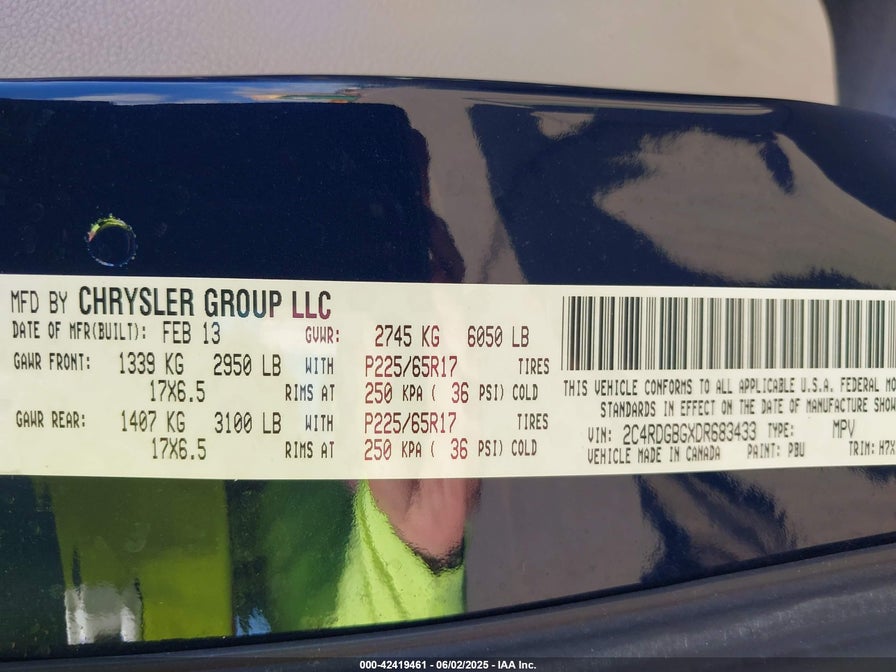 MFD BY CHRYSLER GROUP LLC
DATE OF MFR(BUILT): FEB 13 GVWR: 2745 KG 6050 LB
GAWR FRONT: 1339 KG 2950 LB WITH P225/65R17 TIRES
17X6.5 RIMS AT 250 KPA ( 36 PSI) COLD
GAWR REAR: 1407 KG 3100 LB WITH P225/65R17 TIRES
17X6.5 RIMS AT 250 KPA ( 36 PSI) COLD
THIS VEHICLE CONFORMS TO ALL APPLICABLE U.S.A. FEDERAL MO
STANDARDS IN EFFECT ON THE DATE OF MANUFACTURE SHOW
VIN: 2C4RDGBGXDR683433 TYPE: MPV
VEHICLE MADE IN CANADA PAINT: PBU TRIM: H7X
000-42419461 - 06/02/2025 - IAA Inc.